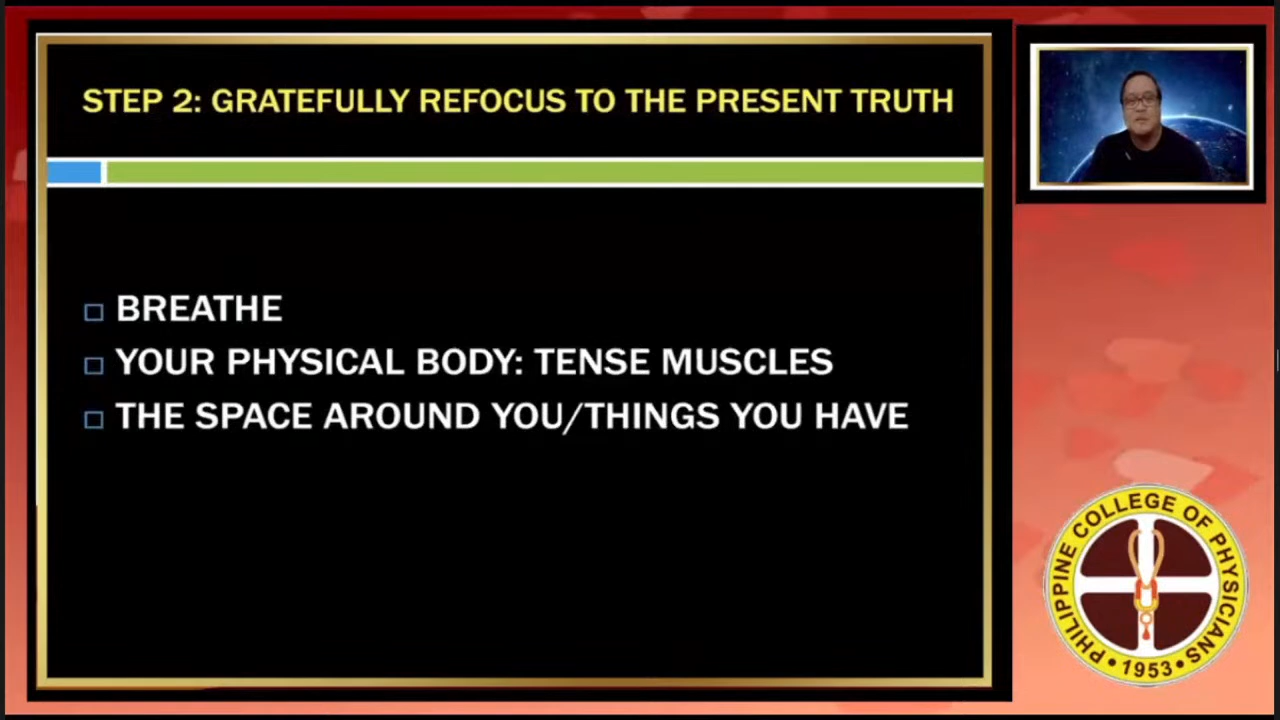 STEP 2: GRATEFULLY REFOCUS TO THE PRESENT TRUTH
BREATHE
YOUR PHYSICAL BODY: TENSE MUSCLES
THE SPACE AROUND YOU/THINGS YOU HAVE
PHILIPPINE COLLEGE OF PHYSICIANS
• 1953 •